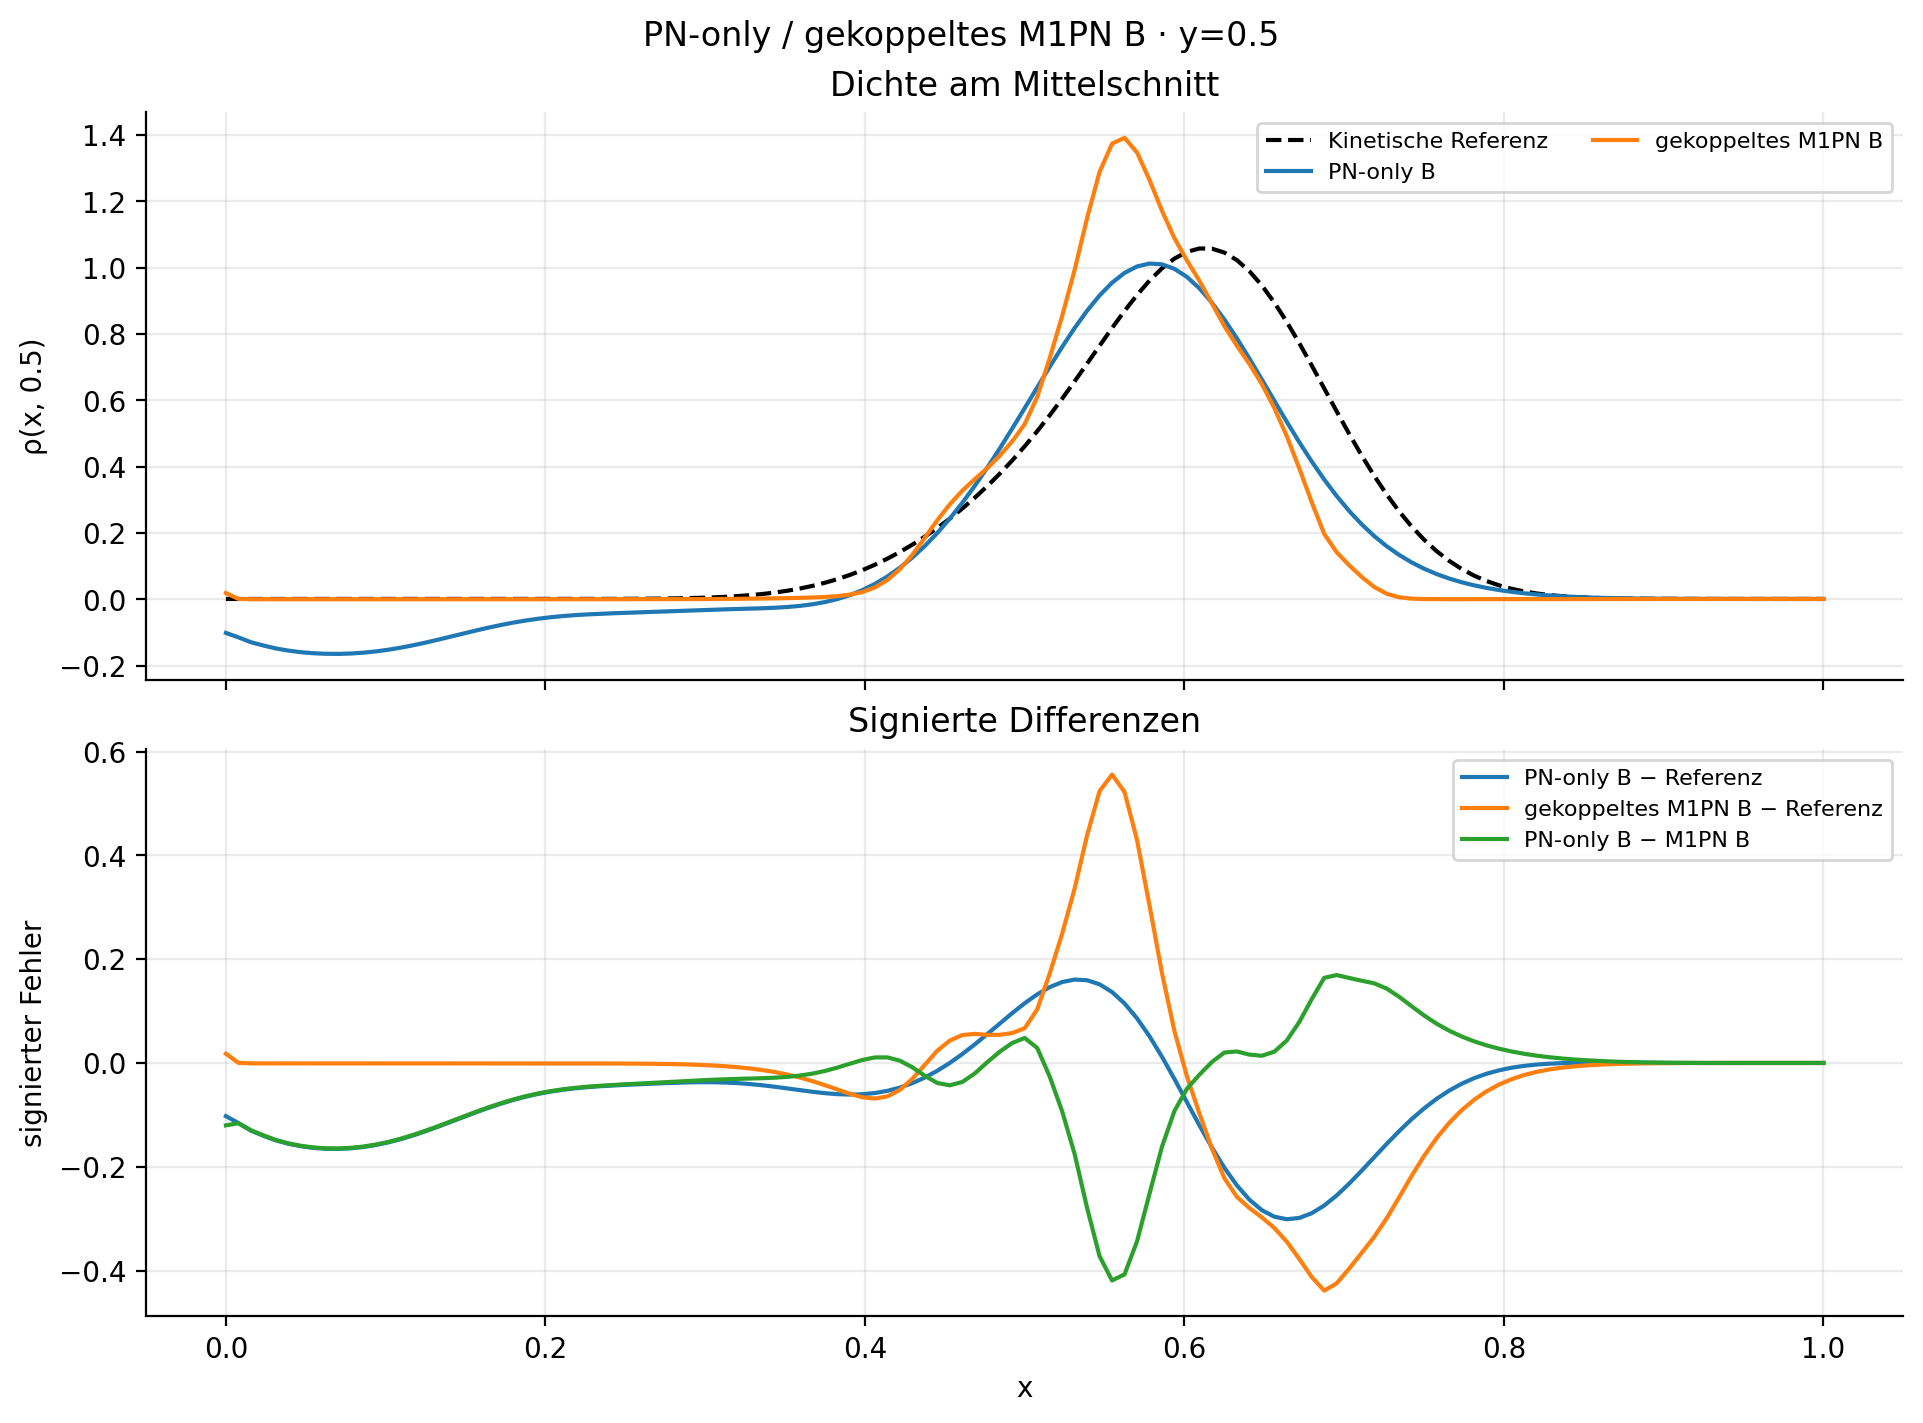 PN-only / gekoppeltes M1PN B · y=0.5
Dichte am Mittelschnitt
Kinetische Referenz
PN-only B
gekoppeltes M1PN B
1.4
1.2
1.0
0.8
0.6
0.4
0.2
0.0
−0.2
ρ(x, 0.5)
Signierte Differenzen
PN-only B − Referenz
gekoppeltes M1PN B − Referenz
PN-only B − M1PN B
0.6
0.4
0.2
0.0
−0.2
−0.4
signierter Fehler
0.0 0.2 0.4 0.6 0.8 1.0
x